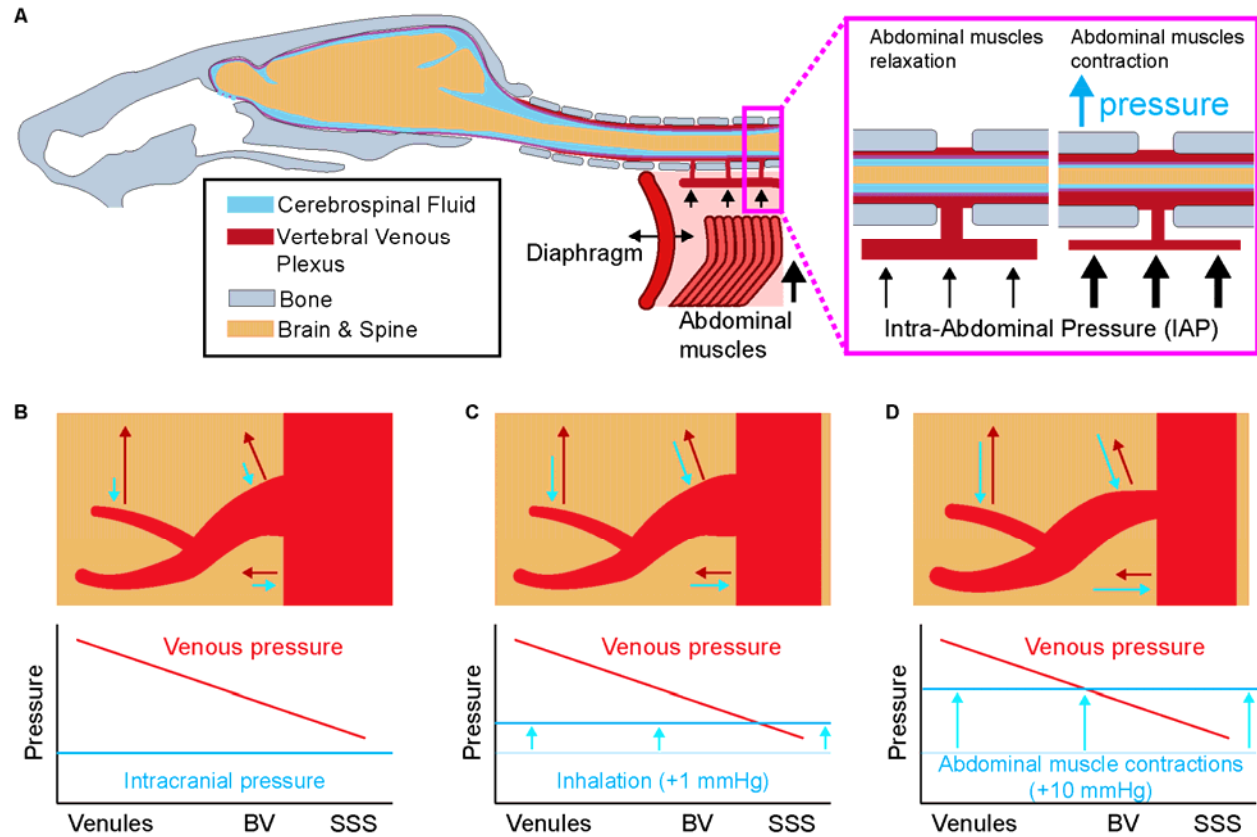 A
Abdominal muscles
relaxation
Abdominal muscles
contraction
pressure
Cerebrospinal Fluid
Vertebral Venous
Plexus
Bone
Brain & Spine
Diaphragm
Abdominal
muscles
Intra-Abdominal Pressure (IAP)
B
Venous pressure
Pressure
Intracranial pressure
Venules BV SSS
C
Venous pressure
Pressure
Inhalation (+1 mmHg)
Venules BV SSS
D
Venous pressure
Pressure
Abdominal muscle contractions
(+10 mmHg)
Venules BV SSS